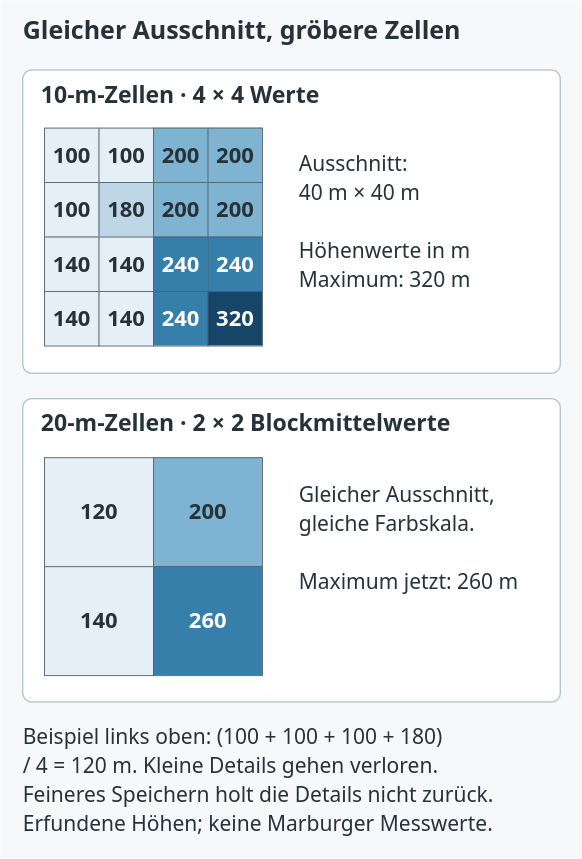 Gleicher Ausschnitt, gröbere Zellen
10-m-Zellen · 4 × 4 Werte
100 100 200 200
100 180 200 200
140 140 240 240
140 140 240 320
Ausschnitt:
40 m × 40 m
Höhenwerte in m
Maximum: 320 m
20-m-Zellen · 2 × 2 Blockmittelwerte
120 200
140 260
Gleicher Ausschnitt,
gleiche Farbskala.
Maximum jetzt: 260 m
Beispiel links oben: (100 + 100 + 100 + 180)
/ 4 = 120 m. Kleine Details gehen verloren.
Feineres Speichern holt die Details nicht zurück.
Erfundene Höhen; keine Marburger Messwerte.